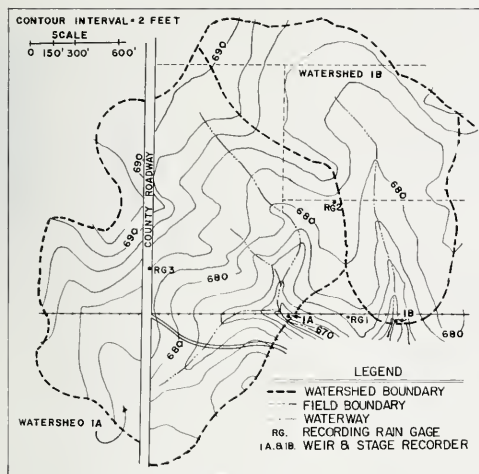 CONTOUR INTERVAL = 2 FEET
SCALE
0 150' 300' 600'
690
WATERSHED 1B
690
COUNTY ROADWAY
680
RG2
680
690
RG3
680
1A
670
RG1
1B
680
680
WATERSHED 1A
LEGEND
WATERSHED BOUNDARY
FIELD BOUNDARY
WATERWAY
RG. RECORDING RAIN GAGE
1A.&1B. WEIR & STAGE RECORDER